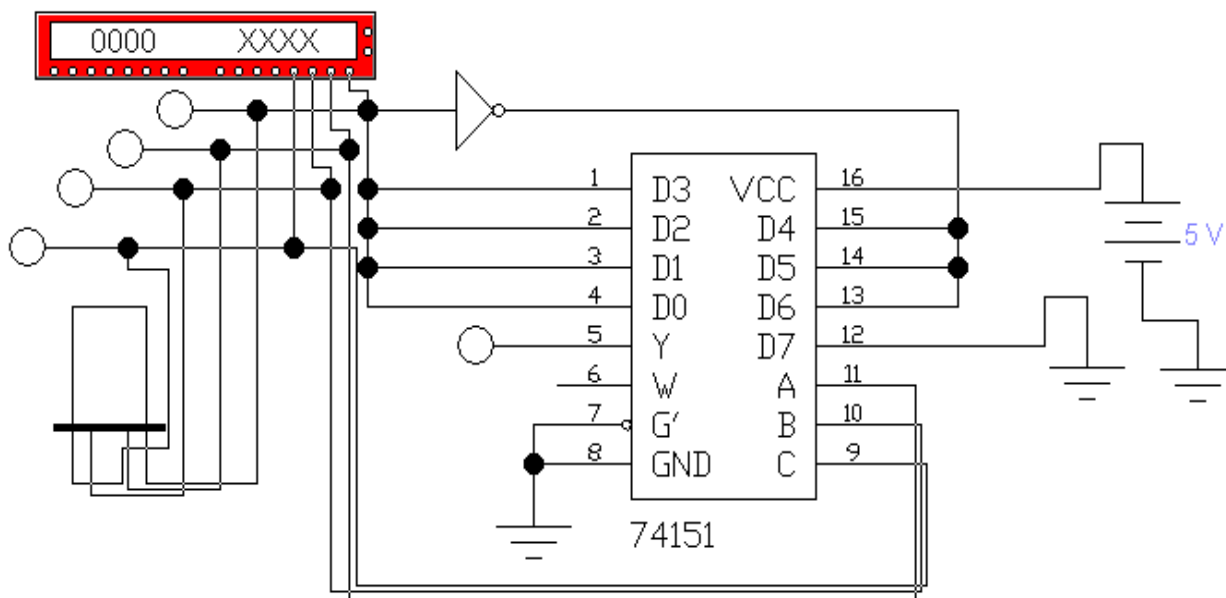 0000 XXXX
1 D3 VCC 16
2 D2 D4 15
3 D1 D5 14
4 D0 D6 13
5 Y D7 12
6 W A 11
7 G' B 10
8 GND C 9
74151
5 V